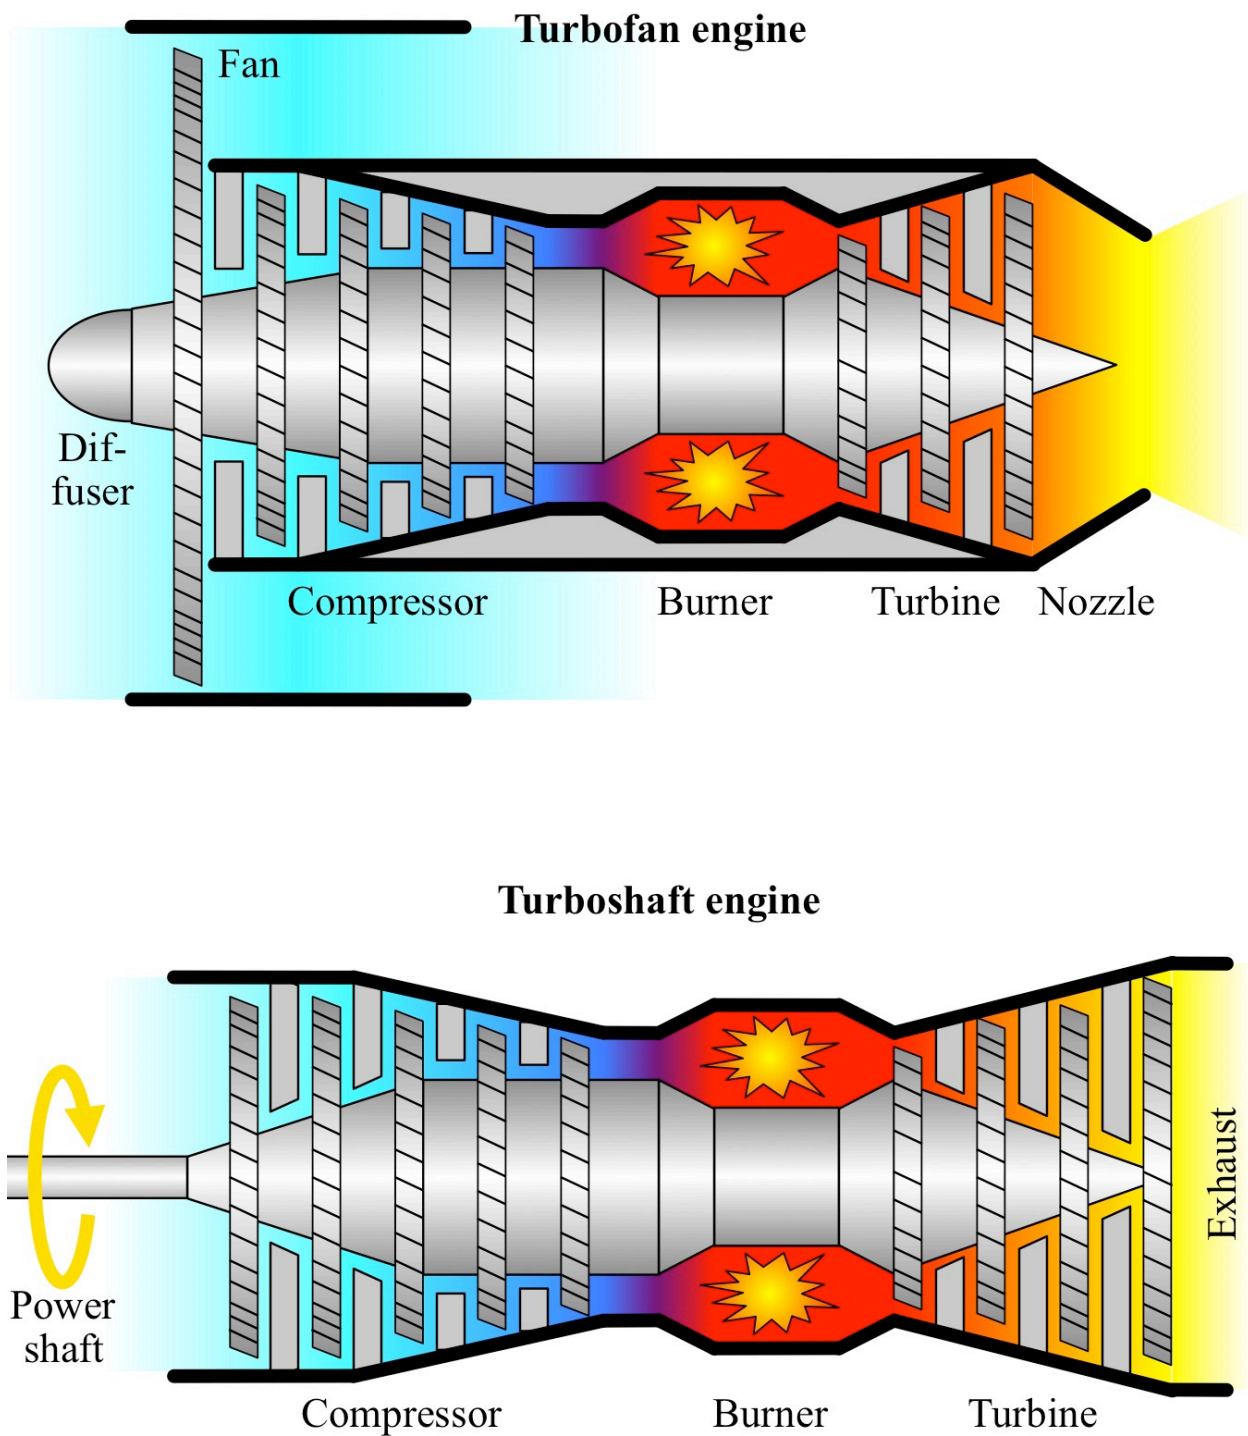 Turbofan engine
Fan
Dif-
fuser
Compressor
Burner
Turbine
Nozzle
Turboshaft engine
Power
shaft
Exhaust
Compressor
Burner
Turbine